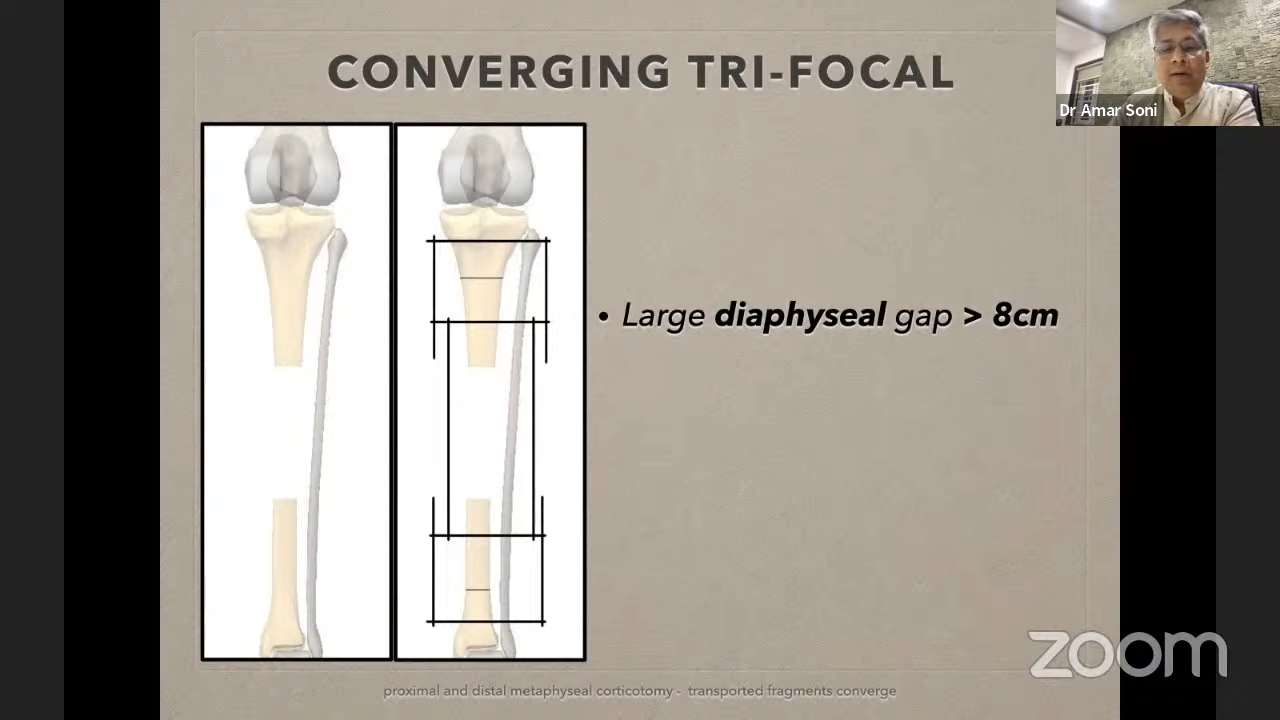 CONVERGING TRI-FOCAL
Dr Amar Soni
• Large diaphyseal gap > 8cm
zoom
proximal and distal metaphyseal corticotomy - transported fragments converge